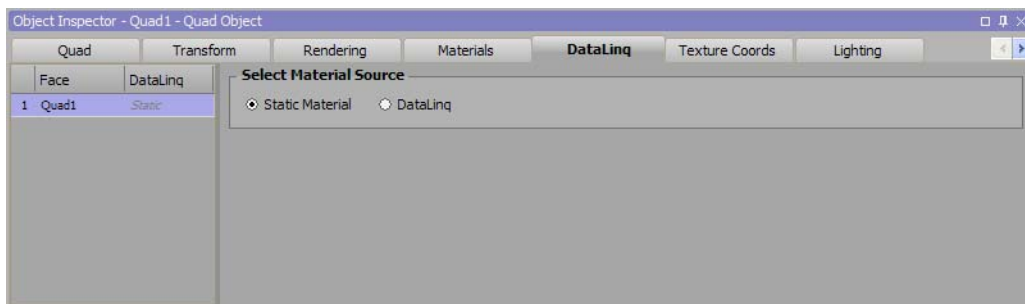 Object Inspector - Quad1 - Quad Object
Quad Transform Rendering Materials DataLinq Texture Coords Lighting
Face DataLinq
1 Quad1 Static
Select Material Source
Static Material DataLinq